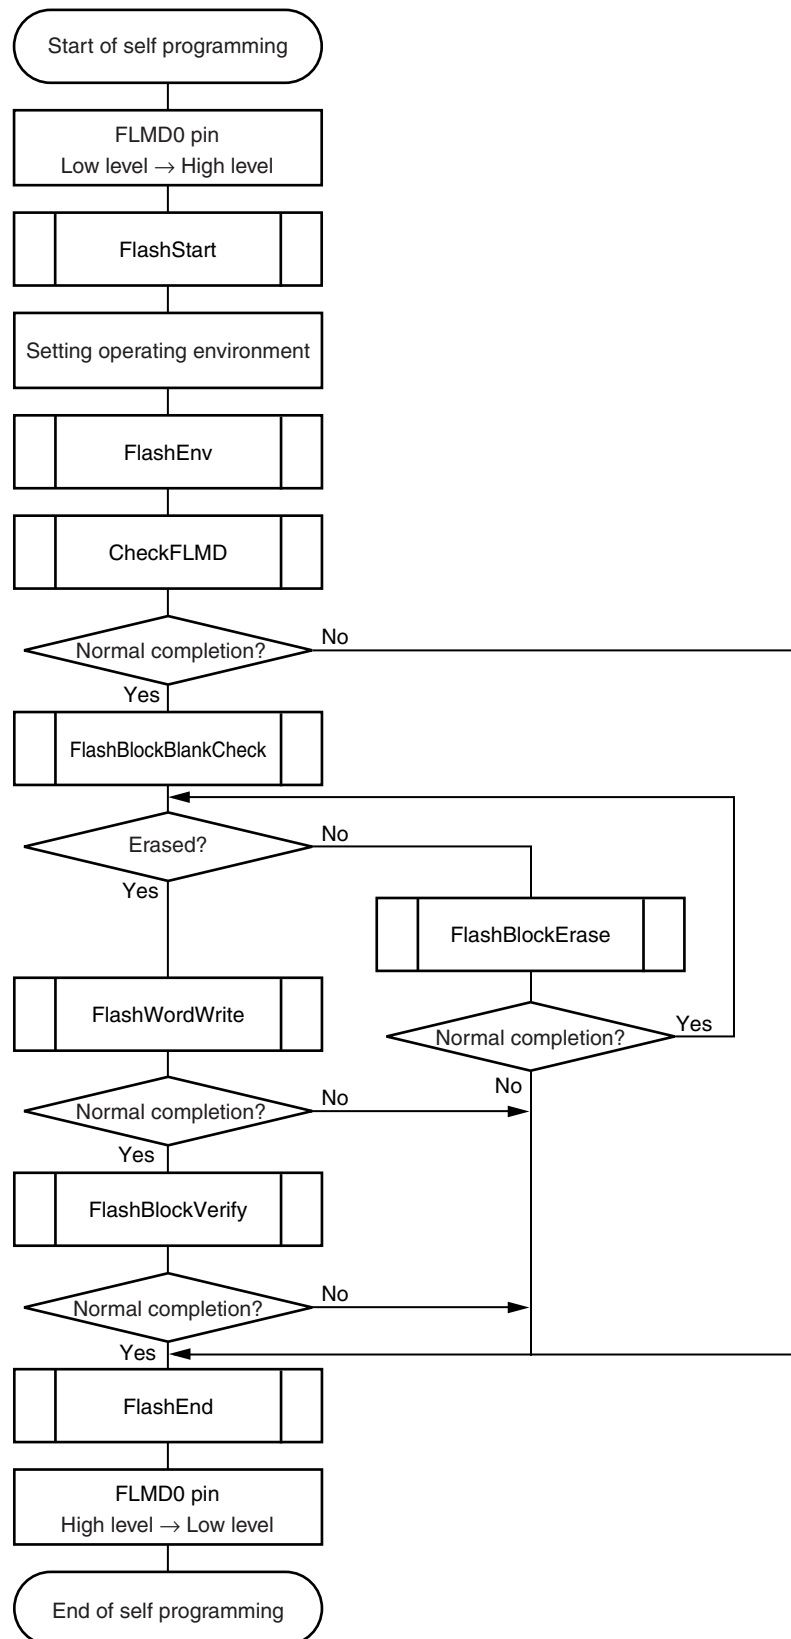 Start of self programming
FLMD0 pin
Low level → High level
FlashStart
Setting operating environment
FlashEnv
CheckFLMD
Normal completion?
No
Yes
FlashBlockBlankCheck
Erased?
No
Yes
FlashBlockErase
FlashWordWrite
Normal completion?
Yes
No
Normal completion?
No
Yes
FlashBlockVerify
Normal completion?
No
Yes
FlashEnd
FLMD0 pin
High level → Low level
End of self programming